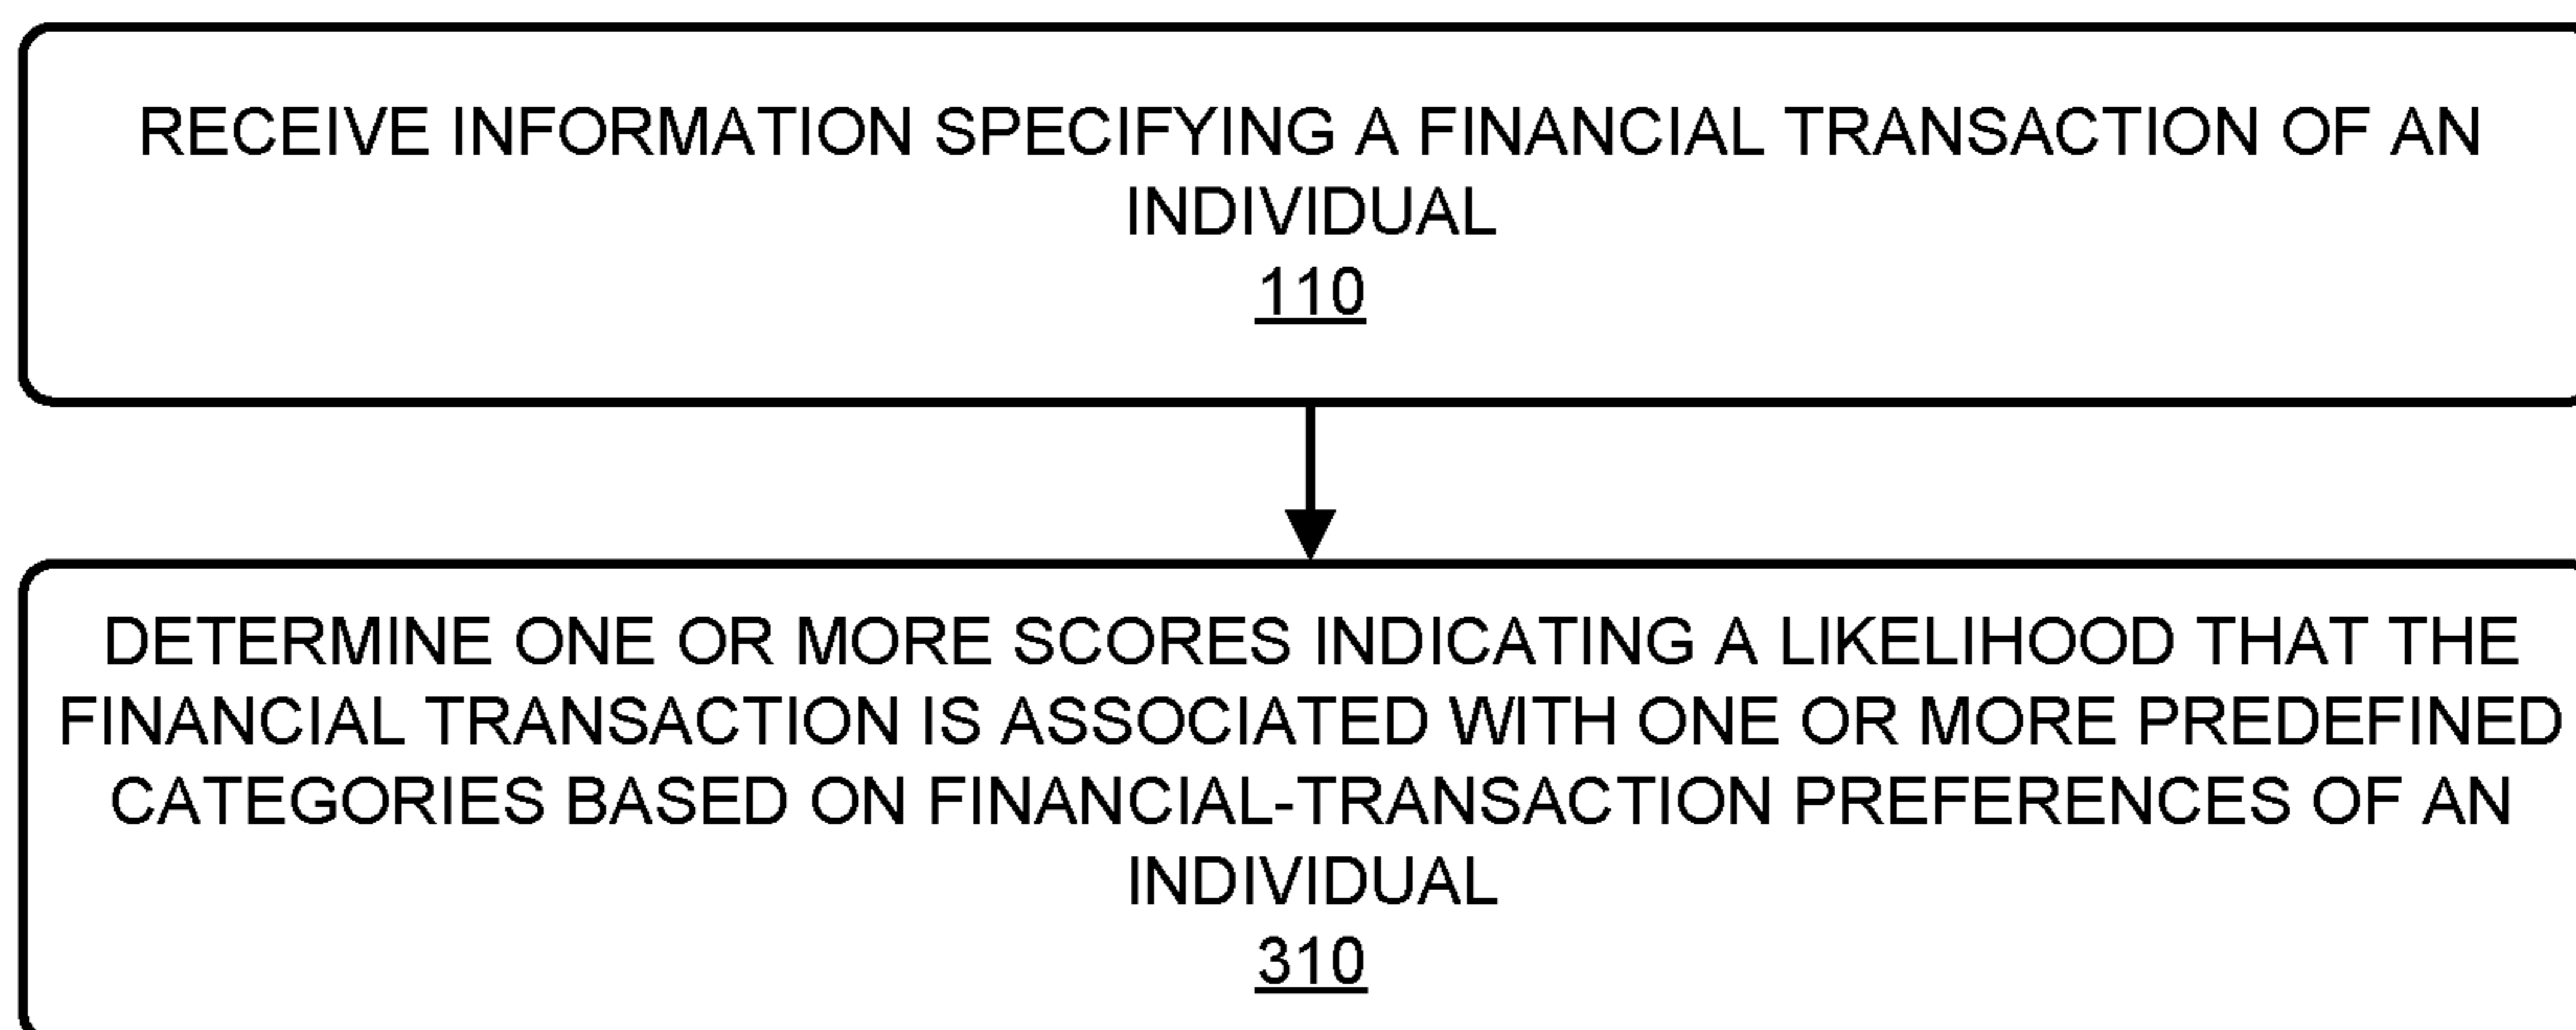 RECEIVE INFORMATION SPECIFYING A FINANCIAL TRANSACTION OF AN
INDIVIDUAL
110
DETERMINE ONE OR MORE SCORES INDICATING A LIKELIHOOD THAT THE
FINANCIAL TRANSACTION IS ASSOCIATED WITH ONE OR MORE PREDEFINED
CATEGORIES BASED ON FINANCIAL-TRANSACTION PREFERENCES OF AN
INDIVIDUAL
310